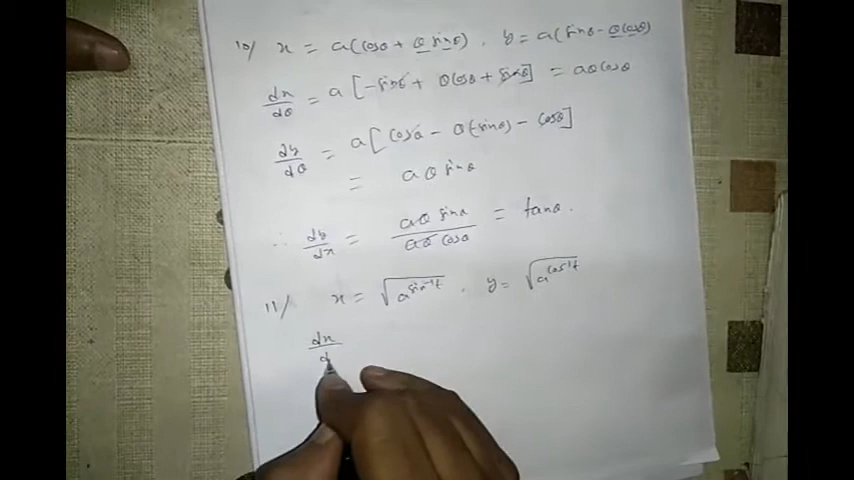 10/ x = a(cosθ + θ sinθ), y = a(sinθ - θcosθ)
dx/dθ = a[-sinθ + θcosθ + sinθ] = aθcosθ
dy/dθ = a[cosθ - θ(-sinθ) - cosθ]
= aθ sinθ
∴ dy/dx = aθ sinθ / aθ cosθ = tanθ.
11/ x = √(a^(sin⁻¹t)), y = √(a^(cos⁻¹t))
dx/d